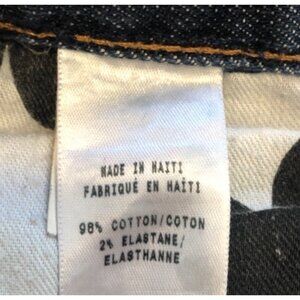 MADE IN HAITI
FABRIQUÉ EN HAÏTI
98% COTTON/COTON
2% ELASTANE/
ELASTHANNE